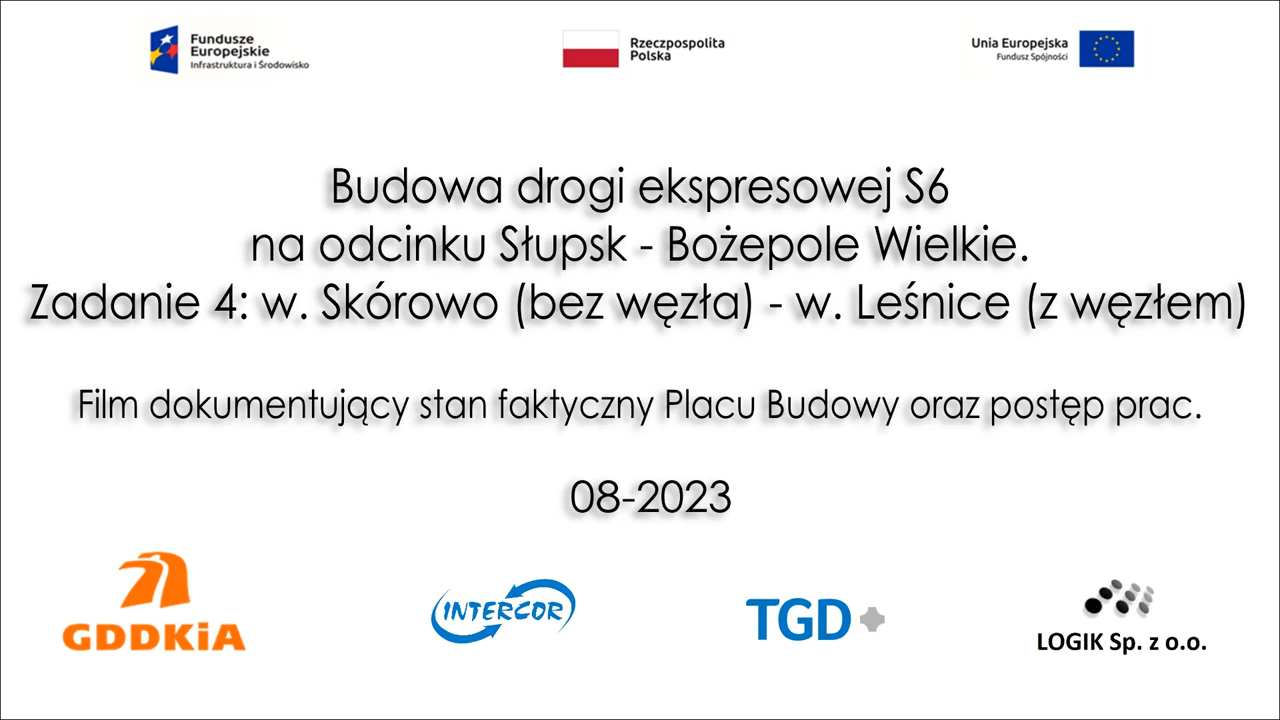 Fundusze
Europejskie
Infrastruktura i Środowisko
Rzeczpospolita
Polska
Unia Europejska
Fundusz Spójności
Budowa drogi ekspresowej S6
na odcinku Słupsk - Bożepole Wielkie.
Zadanie 4: w. Skórowo (bez węzła) - w. Leśnice (z węzłem)
Film dokumentujący stan faktyczny Placu Budowy oraz postęp prac.
08-2023
GDDKiA
INTERCOR
TGD
LOGIK Sp. z o.o.